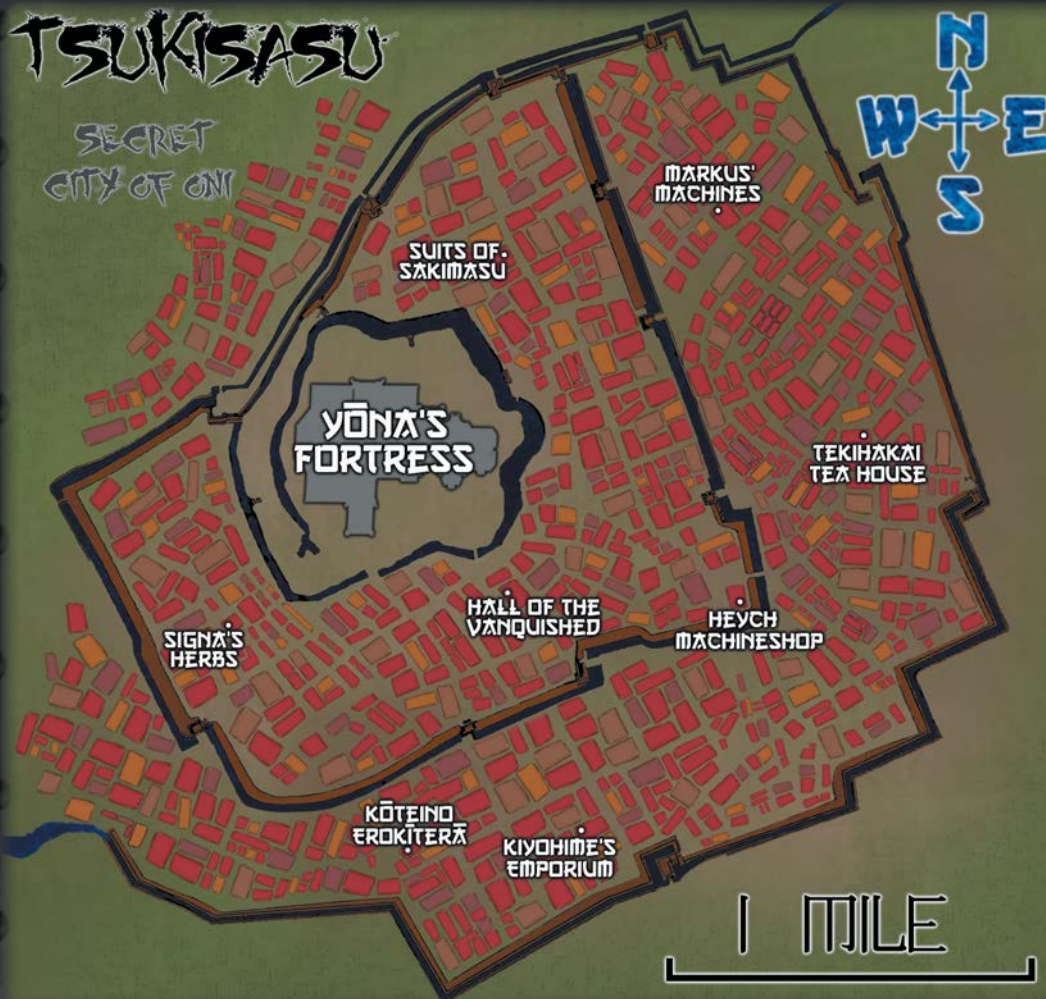 TSUKISASU
SECRET
CITY OF ONI
N
W E
S
MARKUS'
MACHINES
SUITS OF
SAKIMASU
YŌNA'S
FORTRESS
TEKIHAKAI
TEA HOUSE
HALL OF THE
VANQUISHED
HEYCH
MACHINESHOP
SIGNA'S
HERBS
KŌTEINO
EROKĪTERĀ
KIYOHIME'S
EMPORIUM
1 MILE